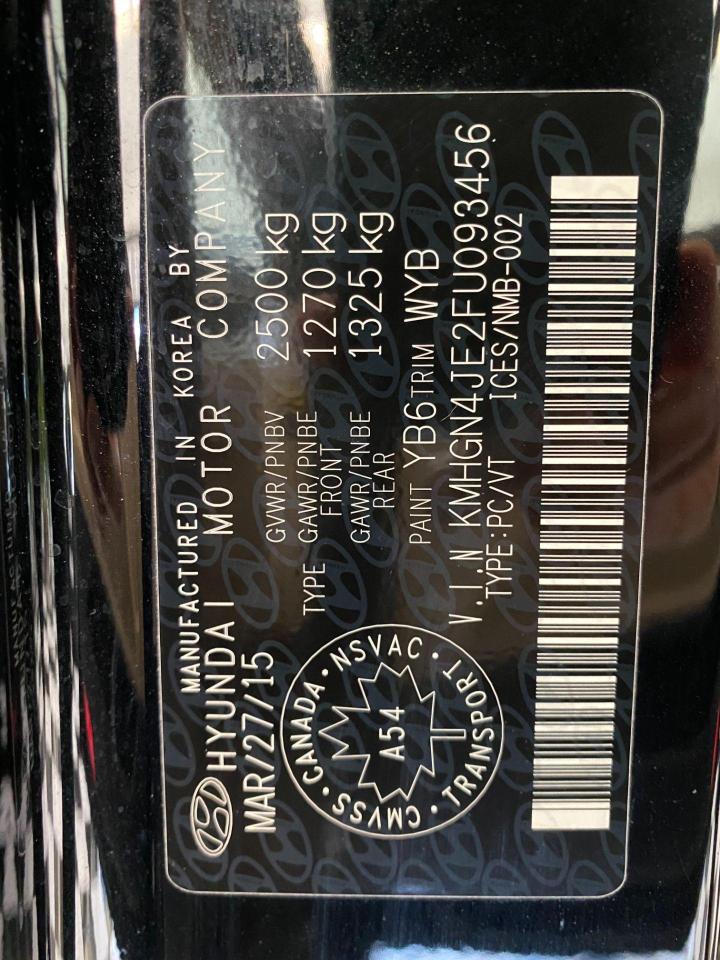 MANUFACTURED IN KOREA BY
HYUNDAI MOTOR COMPANY
MAR/27/15
GVWR/PNBV 2500 kg
TYPE GAWR/PNBE FRONT 1270 kg
GAWR/PNBE REAR 1325 kg
PAINT YB6 TRIM WYB
V.I.N KMHGN4JE2FU093456
TYPE:PC/VT ICES/NMB-002
CANADA · NSVAC · TRANSPORT · CMVSS ·
A54